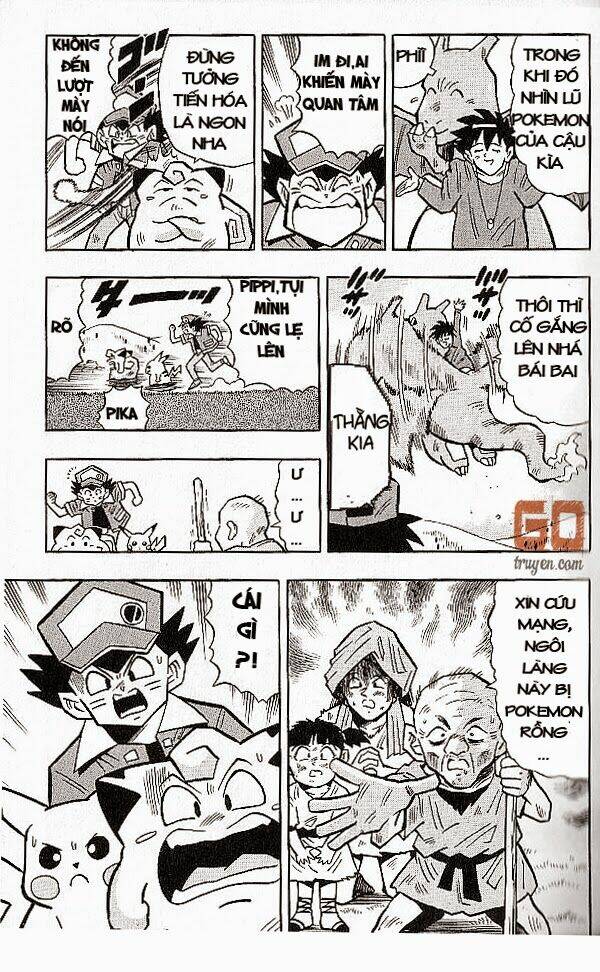 TRONG
KHI ĐÓ
NHÌN LŨ
POKEMON
CỦA CẬU
KÌA
PHÌ
IM ĐI,AI
KHIẾN MÀY
QUAN TÂM
ĐỪNG
TƯỞNG
TIẾN HÓA
LÀ NGON
NHA
KHÔNG
ĐẾN
LƯỢT
MÀY
NÓI
THÔI THÌ
CỐ GẮNG
LÊN NHÁ
BÁI BAI
THẰNG
KIA
PIPPI,TỤI
MÌNH
CŨNG LẸ
LÊN
RÕ
PIKA
Ư
...
Ư
...
GO
truyen.com
XIN CỨU
MẠNG,
NGÔI
LÀNG
NÀY BỊ
POKEMON
RỒNG
...
CÁI
GÌ
?!